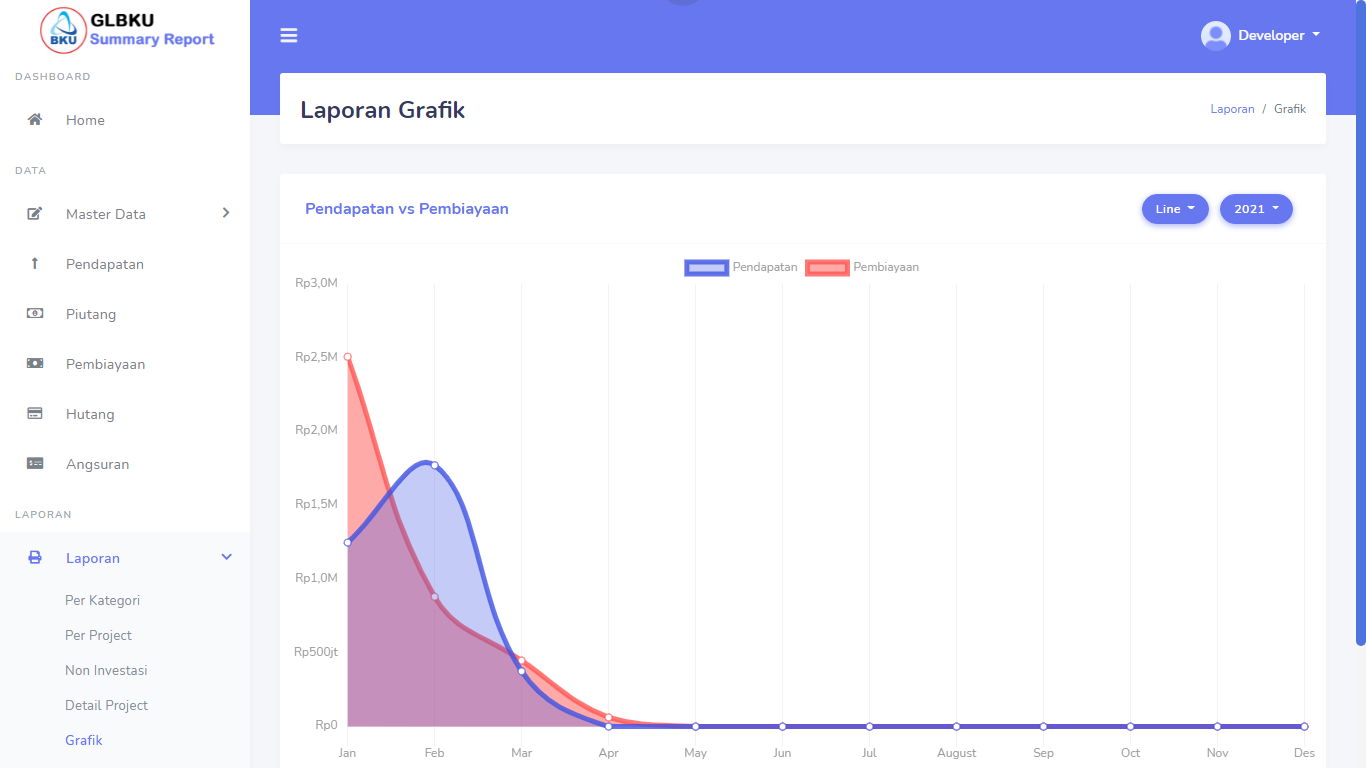 GLBKU
BKU
Summary Report
DASHBOARD
Home
DATA
Master Data
Pendapatan
Piutang
Pembiayaan
Hutang
Angsuran
LAPORAN
Laporan
Per Kategori
Per Project
Non Investasi
Detail Project
Grafik
Developer
Laporan Grafik
Laporan / Grafik
Pendapatan vs Pembiayaan
Line
2021
Pendapatan
Pembiayaan
Rp3,0M
Rp2,5M
Rp2,0M
Rp1,5M
Rp1,0M
Rp500jt
Rp0
Jan Feb Mar Apr May Jun Jul August Sep Oct Nov Des